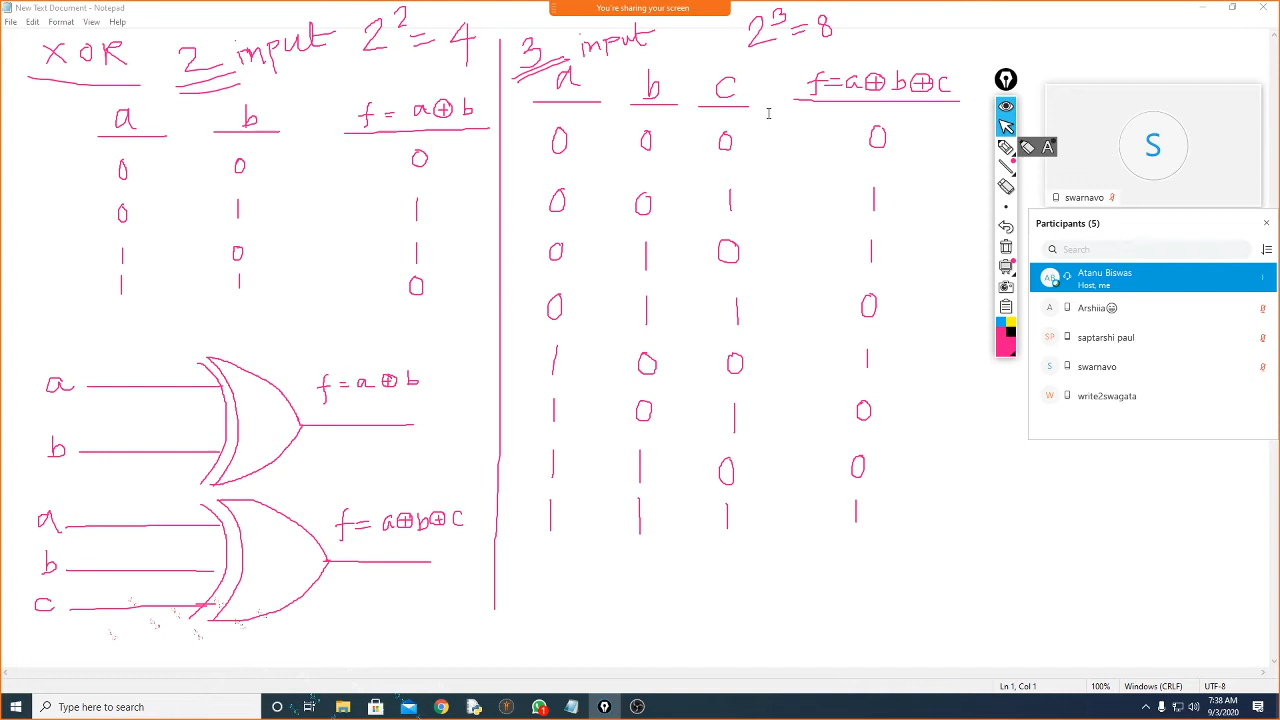 New Text Document - Notepad
You're sharing your screen
File Edit Format View Help
XOR 2 input 2² = 4
a b f = a ⊕ b
0 0 0
0 1 1
1 0 1
1 1 0
a
b
f = a ⊕ b
a
b
c
f = a⊕b⊕c
3 input 2³ = 8
a b c f=a⊕b⊕c
0 0 0 0
0 0 1 1
0 1 0 1
0 1 1 0
1 0 0 1
1 0 1 0
1 1 0 0
1 1 1 1
A
S
swarnavo
Participants (5)
Search
AB Atanu Biswas
Host, me
A Arshiia😁
SP saptarshi paul
S swarnavo
W write2swagata
Ln 1, Col 1 100% Windows (CRLF) UTF-8
Type here to search
7:38 AM
9/3/2020